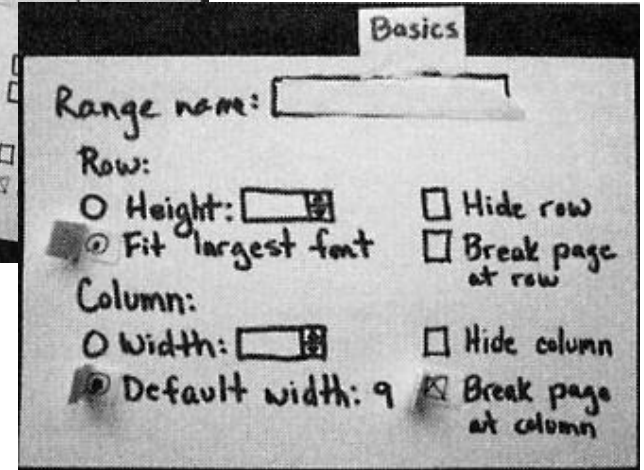 Basics
Range name:
Row:
Height:
Hide row
Fit largest font
Break page
at row
Column:
Width:
Hide column
Default width: 9
Break page
at column